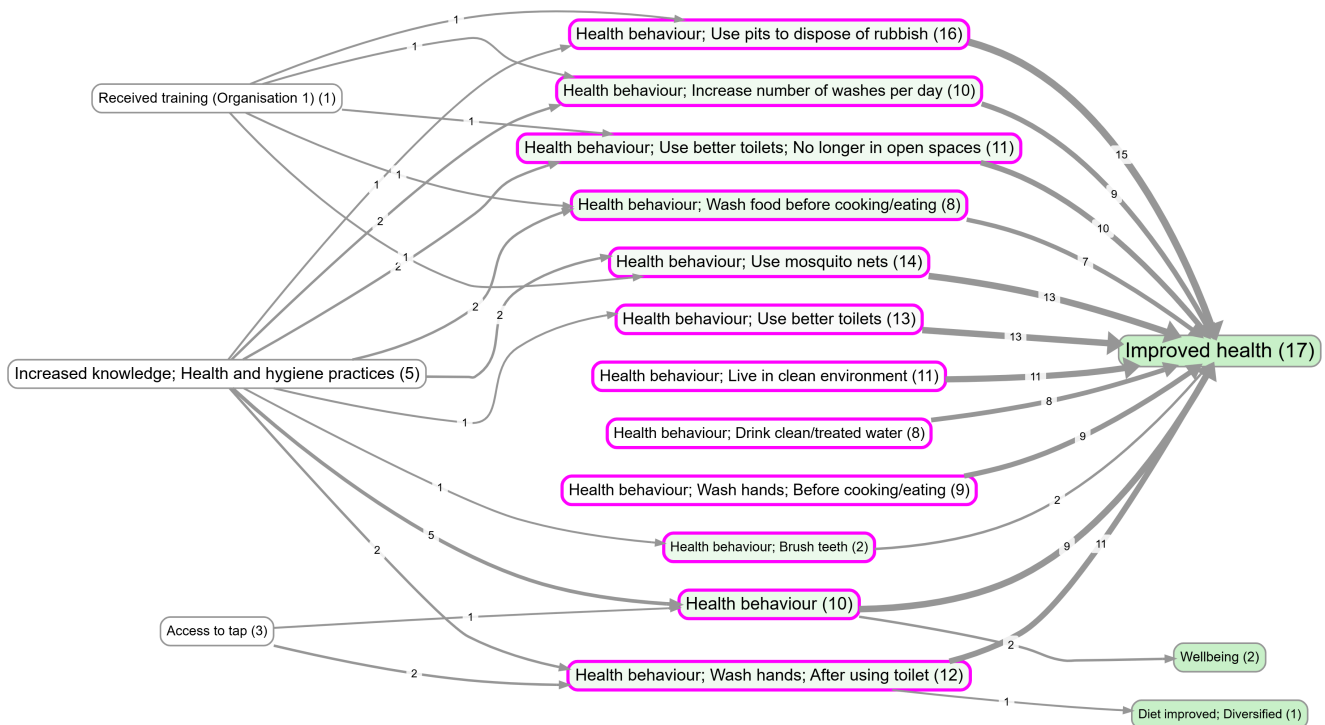 1
Health behaviour; Use pits to dispose of rubbish (16)
1
Received training (Organisation 1) (1)
Health behaviour; Increase number of washes per day (10)
1
Health behaviour; Use better toilets; No longer in open spaces (11)
15
1
1
9
Health behaviour; Wash food before cooking/eating (8)
2
10
1
2
Health behaviour; Use mosquito nets (14)
7
2
2
13
Health behaviour; Use better toilets (13)
13
Improved health (17)
Increased knowledge; Health and hygiene practices (5)
Health behaviour; Live in clean environment (11)
11
8
1
Health behaviour; Drink clean/treated water (8)
9
1
Health behaviour; Wash hands; Before cooking/eating (9)
2
5
2
Health behaviour; Brush teeth (2)
9
11
Health behaviour (10)
1
Access to tap (3)
2
Wellbeing (2)
2
Health behaviour; Wash hands; After using toilet (12)
1
Diet improved; Diversified (1)